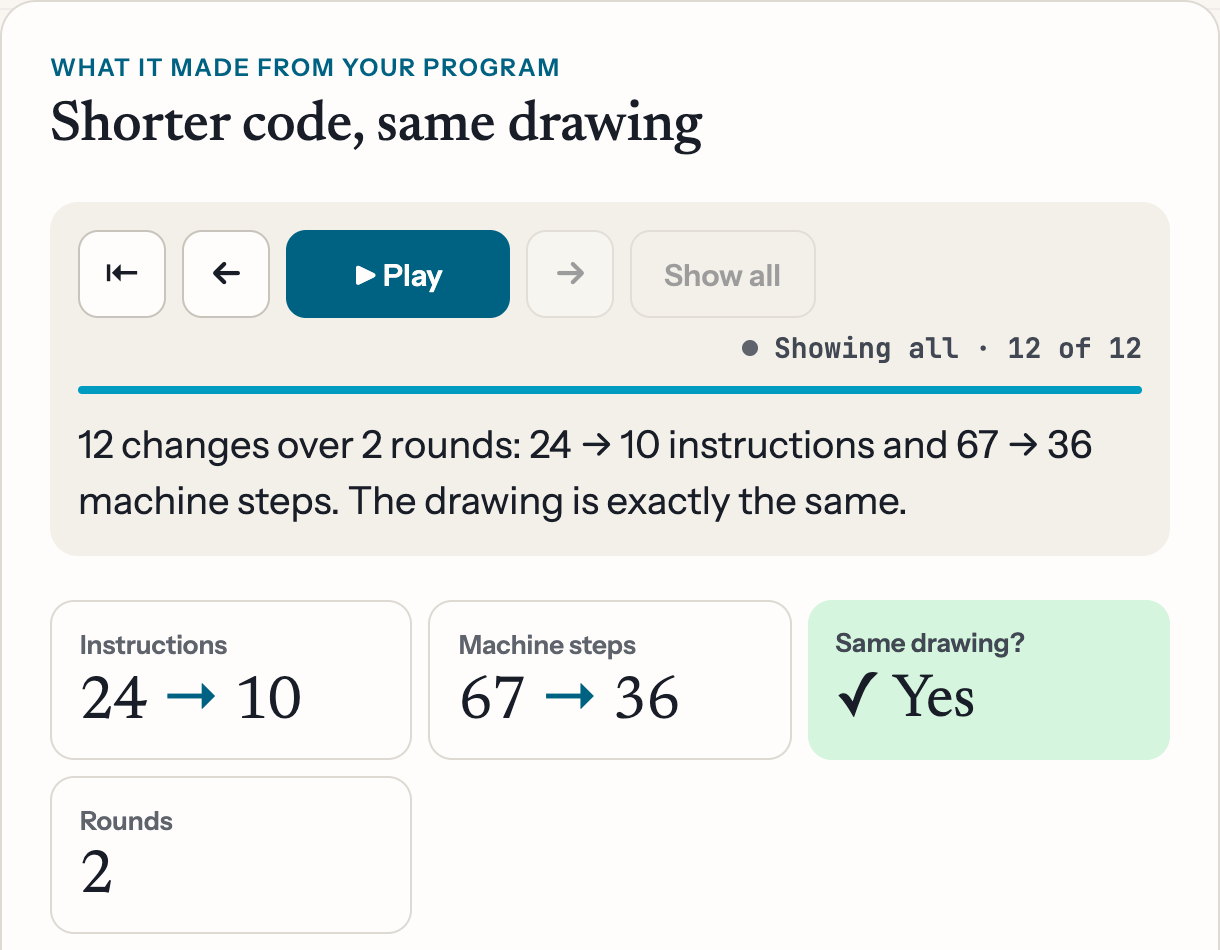 WHAT IT MADE FROM YOUR PROGRAM
Shorter code, same drawing
⇤ ← ▶ Play → Show all
● Showing all · 12 of 12
12 changes over 2 rounds: 24 → 10 instructions and 67 → 36
machine steps. The drawing is exactly the same.
Instructions
24 → 10
Machine steps
67 → 36
Same drawing?
✓ Yes
Rounds
2